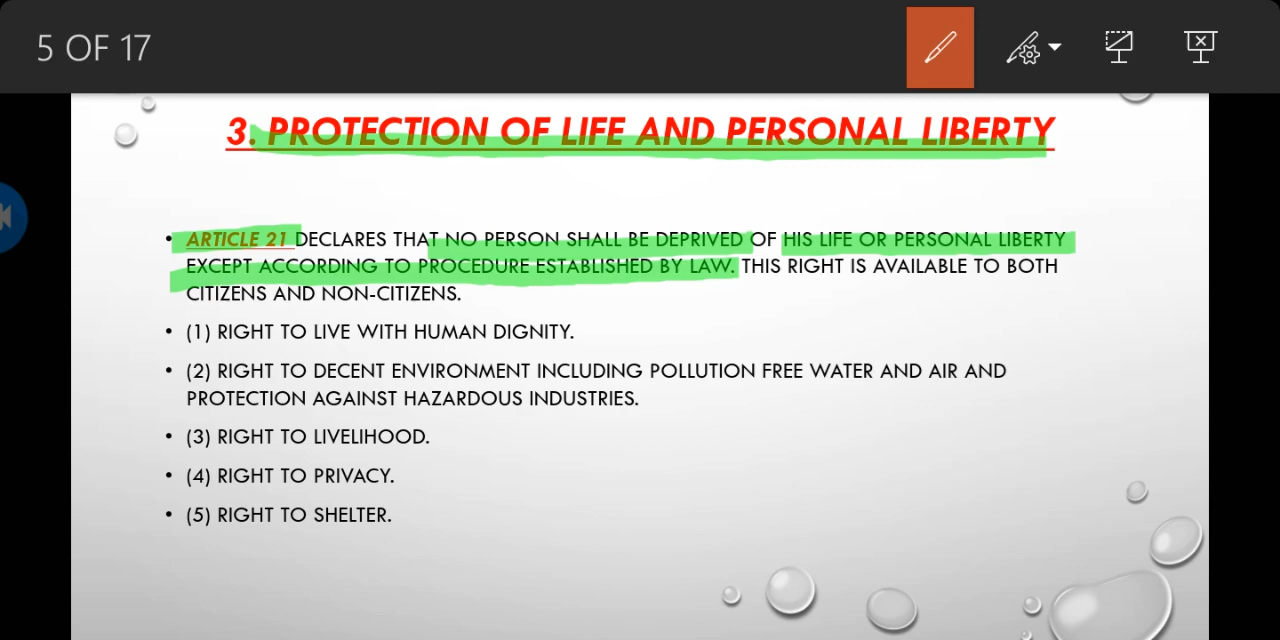 5 OF 17
3. PROTECTION OF LIFE AND PERSONAL LIBERTY
• ARTICLE 21 DECLARES THAT NO PERSON SHALL BE DEPRIVED OF HIS LIFE OR PERSONAL LIBERTY
EXCEPT ACCORDING TO PROCEDURE ESTABLISHED BY LAW. THIS RIGHT IS AVAILABLE TO BOTH
CITIZENS AND NON-CITIZENS.
• (1) RIGHT TO LIVE WITH HUMAN DIGNITY.
• (2) RIGHT TO DECENT ENVIRONMENT INCLUDING POLLUTION FREE WATER AND AIR AND
PROTECTION AGAINST HAZARDOUS INDUSTRIES.
• (3) RIGHT TO LIVELIHOOD.
• (4) RIGHT TO PRIVACY.
• (5) RIGHT TO SHELTER.